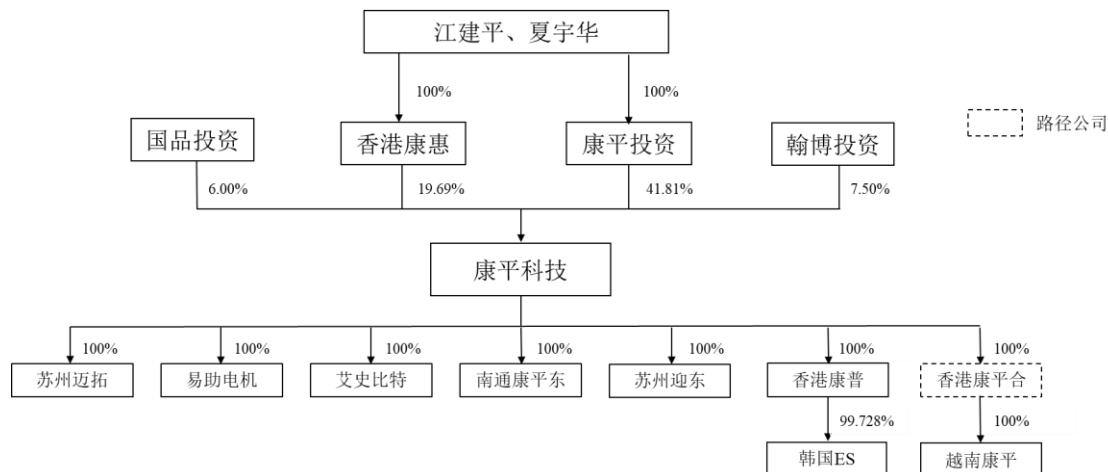 江建平、夏宇华
100%
100%
国品投资
香港康惠
康平投资
翰博投资
路径公司
6.00%
19.69%
41.81%
7.50%
康平科技
100%
100%
100%
100%
100%
100%
100%
苏州迈拓
易助电机
艾史比特
南通康平东
苏州迎东
香港康普
香港康平合
99.728%
100%
韩国ES
越南康平